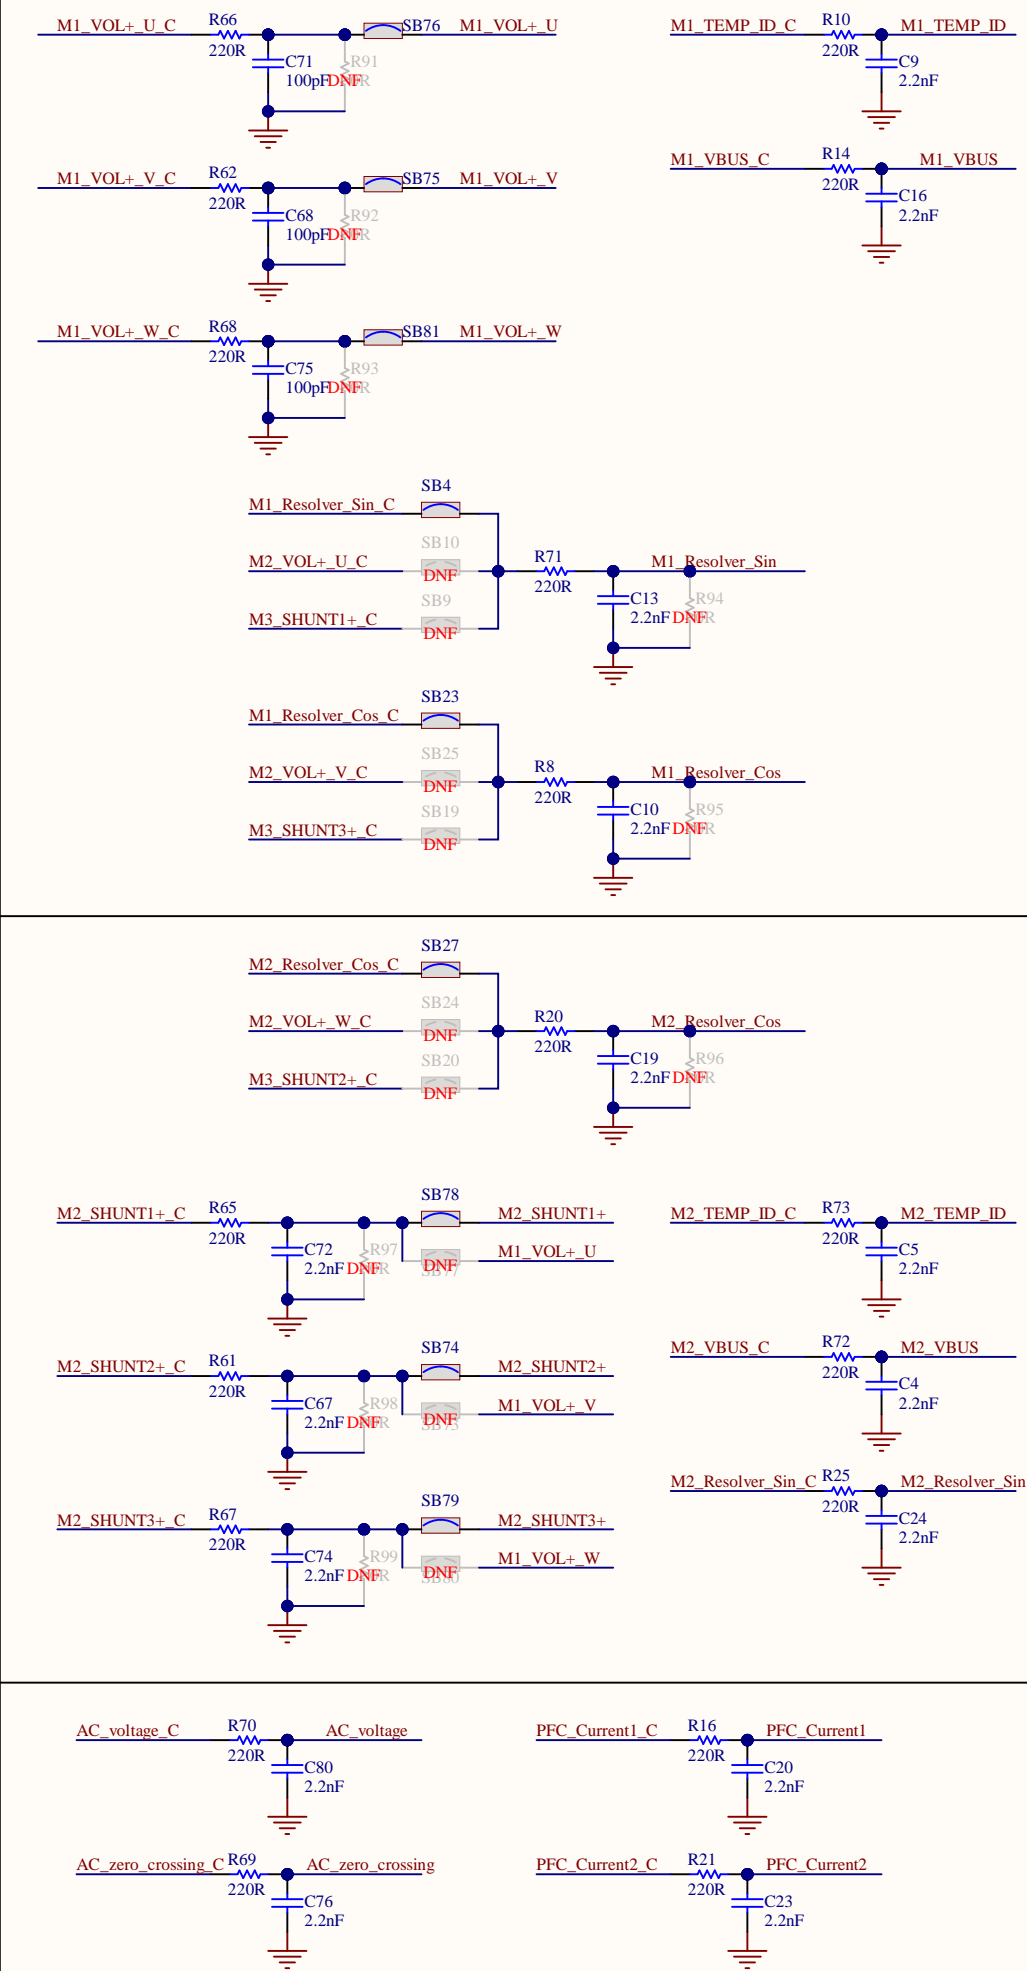 M1_VOL+_U_C
R66
220R
C71
100pF
R91
DNF
SB76
M1_VOL+_U
M1_TEMP_ID_C
R10
220R
M1_TEMP_ID
C9
2.2nF
M1_VOL+_V_C
R62
220R
C68
100pF
R92
DNF
SB75
M1_VOL+_V
M1_VBUS_C
R14
220R
M1_VBUS
C16
2.2nF
M1_VOL+_W_C
R68
220R
C75
100pF
R93
DNF
SB81
M1_VOL+_W
SB4
M1_Resolver_Sin_C
SB10
M2_VOL+_U_C
DNF
SB9
M3_SHUNT1+_C
DNF
R71
220R
M1_Resolver_Sin
C13
2.2nF
R94
DNF
SB23
M1_Resolver_Cos_C
SB25
M2_VOL+_V_C
DNF
SB19
M3_SHUNT3+_C
DNF
R8
220R
M1_Resolver_Cos
C10
2.2nF
R95
DNF
SB27
M2_Resolver_Cos_C
SB24
M2_VOL+_W_C
DNF
SB20
M3_SHUNT2+_C
DNF
R20
220R
M2_Resolver_Cos
C19
2.2nF
R96
DNF
M2_SHUNT1+_C
R65
220R
C72
2.2nF
R97
DNF
SB78
M2_SHUNT1+
M1_VOL+_U
DNF
M2_TEMP_ID_C
R73
220R
M2_TEMP_ID
C5
2.2nF
M2_SHUNT2+_C
R61
220R
C67
2.2nF
R98
DNF
SB74
M2_SHUNT2+
M1_VOL+_V
DNF
M2_VBUS_C
R72
220R
M2_VBUS
C4
2.2nF
M2_SHUNT3+_C
R67
220R
C74
2.2nF
R99
DNF
SB79
M2_SHUNT3+
M1_VOL+_W
DNF
M2_Resolver_Sin_C
R25
220R
M2_Resolver_Sin
C24
2.2nF
AC_voltage_C
R70
220R
AC_voltage
C80
2.2nF
PFC_Current1_C
R16
220R
PFC_Current1
C20
2.2nF
AC_zero_crossing_C
R69
220R
AC_zero_crossing
C76
2.2nF
PFC_Current2_C
R21
220R
PFC_Current2
C23
2.2nF